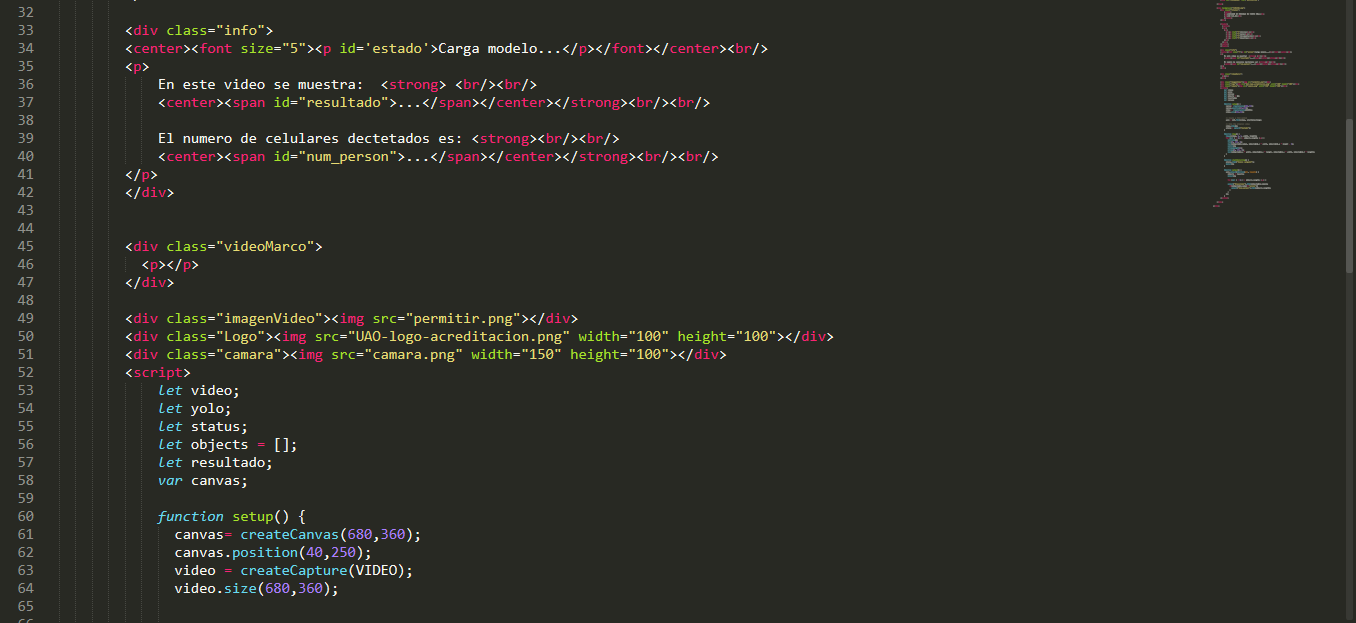 32
33 <div class="info">
34 <center><font size="5"><p id='estado'>Carga modelo...</p></font></center><br/>
35 <p>
36 En este video se muestra:  <strong> <br/><br/>
37 <center><span id="resultado">...</span></center></strong><br/><br/>
38
39 El numero de celulares dectetados es: <strong><br/><br/>
40 <center><span id="num_person">...</span></center></strong><br/><br/>
41 </p>
42 </div>
43
44
45 <div class="videoMarco">
46 <p></p>
47 </div>
48
49 <div class="imagenVideo"><img src="permitir.png"></div>
50 <div class="Logo"><img src="UAO-logo-acreditacion.png" width="100" height="100"></div>
51 <div class="camara"><img src="camara.png" width="150" height="100"></div>
52 <script>
53 let video;
54 let yolo;
55 let status;
56 let objects = [];
57 let resultado;
58 var canvas;
59
60 function setup() {
61 canvas= createCanvas(680,360);
62 canvas.position(40,250);
63 video = createCapture(VIDEO);
64 video.size(680,360);
65